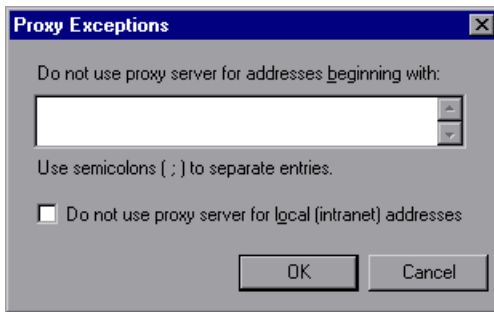 Proxy Exceptions
Do not use proxy server for addresses beginning with:
Use semicolons ( ; ) to separate entries.
Do not use proxy server for local (intranet) addresses
OK Cancel